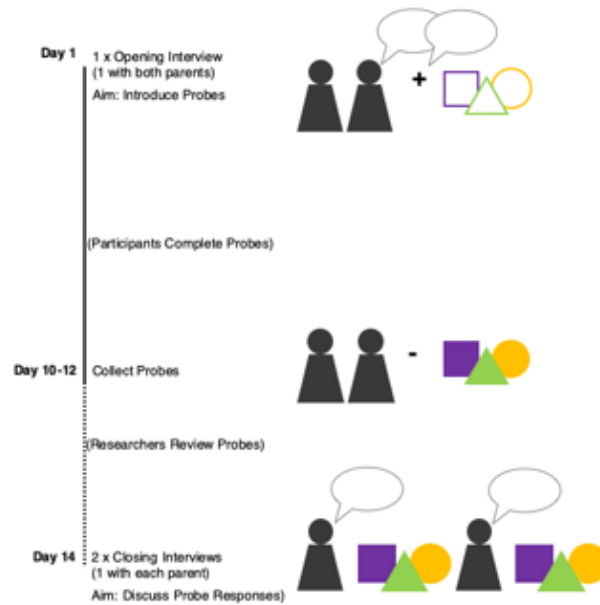 Day 1 1 x Opening Interview
(1 with both parents)
Aim: Introduce Probes
+
(Participants Complete Probes)
Day 10-12 Collect Probes
-
(Researchers Review Probes)
Day 14 2 x Closing Interviews
(1 with each parent)
Aim: Discuss Probe Responses)